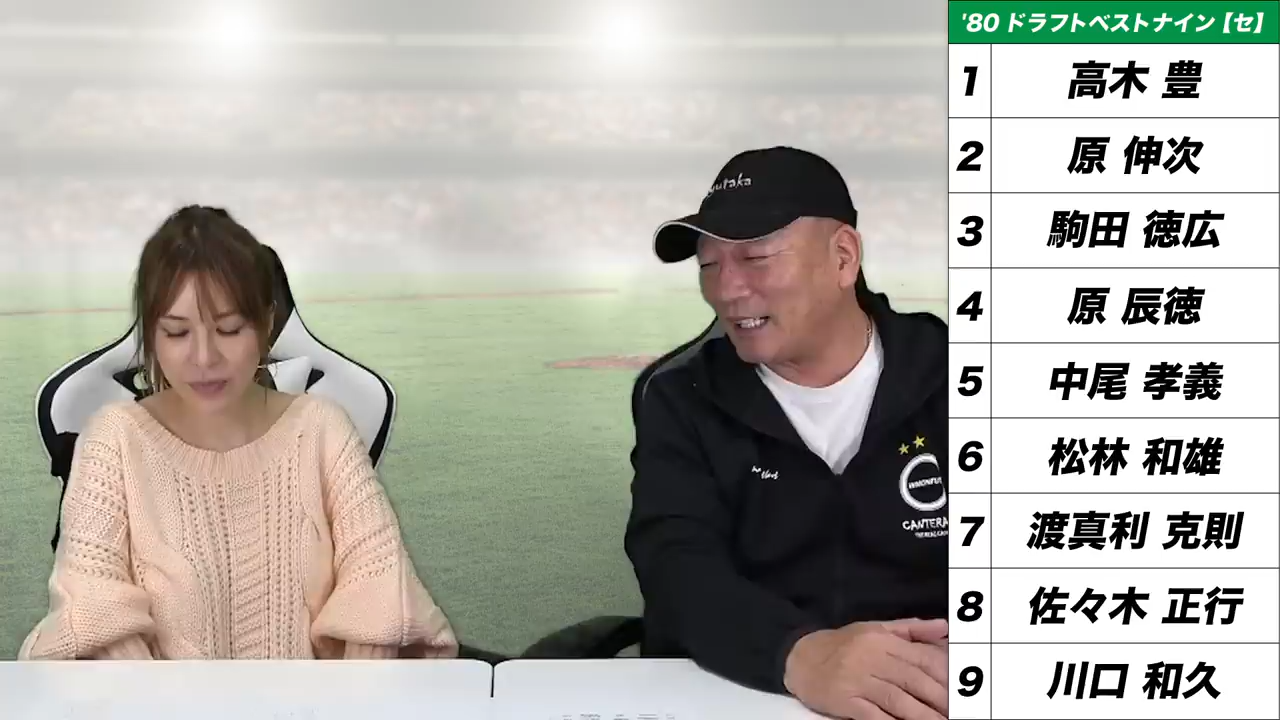 '80 ドラフトベストナイン【セ】
1 高木 豊
2 原 伸次
3 駒田 徳広
4 原 辰徳
5 中尾 孝義
6 松林 和雄
7 渡真利 克則
8 佐々木 正行
9 川口 和久
yutaka
CANTERA